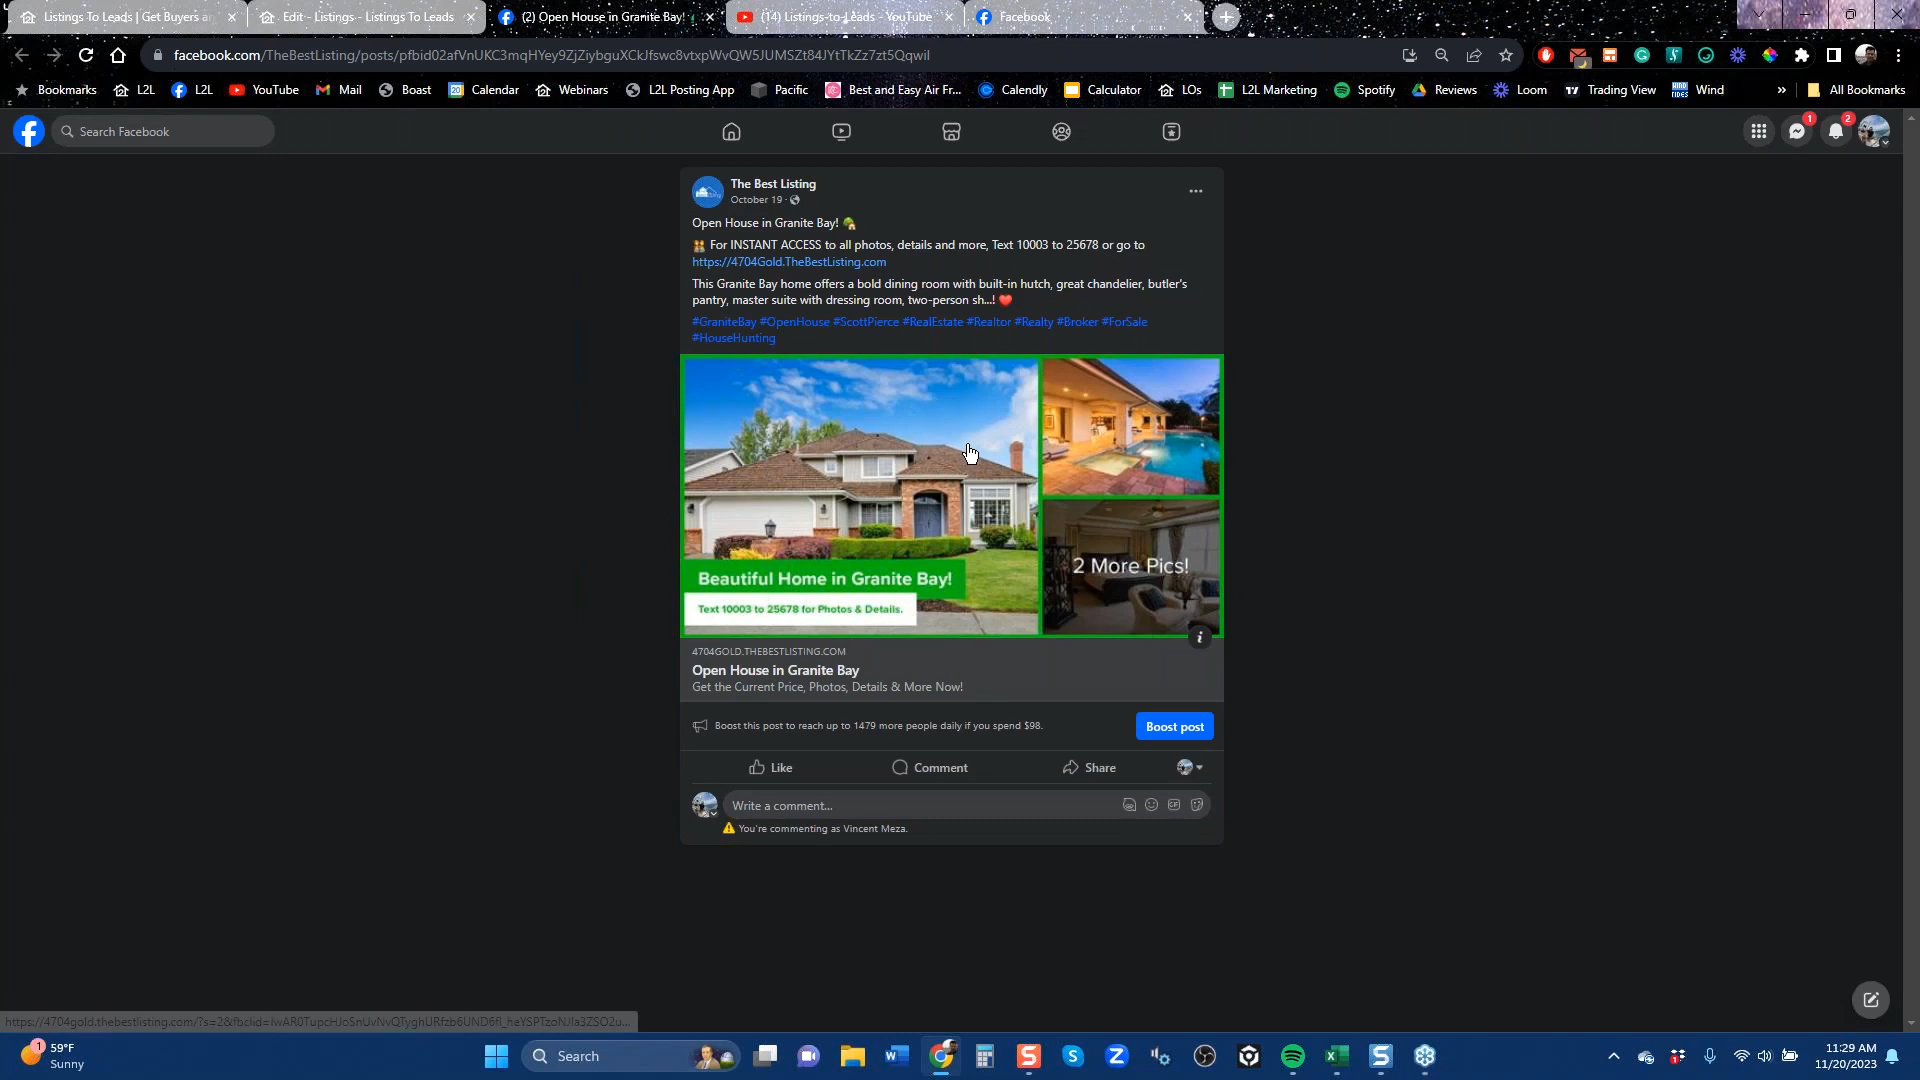 Listings To Leads | Get Buyers an
Edit - Listings - Listings To Leads
(2) Open House in Granite Bay!
(14) Listings-to-Leads - YouTube
Facebook
facebook.com/TheBestListing/posts/pfbid02afVnUKC3mqHYey9ZjZiybguXCkJfswc8vtxpWvQW5JUMSZt84JYtTkZz7zt5Qqwil
Bookmarks
L2L
L2L
YouTube
Mail
Boast
Calendar
Webinars
L2L Posting App
Pacific
Best and Easy Air Fr...
Calendly
Calculator
LOs
L2L Marketing
Spotify
Reviews
Loom
Trading View
Wind
»
All Bookmarks
Search Facebook
1
2
The Best Listing
October 19 ·
Open House in Granite Bay! 🏡
👯 For INSTANT ACCESS to all photos, details and more, Text 10003 to 25678 or go to
https://4704Gold.TheBestListing.com
This Granite Bay home offers a bold dining room with built-in hutch, great chandelier, butler's
pantry, master suite with dressing room, two-person sh...! ❤️
#GraniteBay #OpenHouse #ScottPierce #RealEstate #Realtor #Realty #Broker #ForSale
#HouseHunting
2 More Pics!
Beautiful Home in Granite Bay!
Text 10003 to 25678 for Photos & Details.
4704GOLD.THEBESTLISTING.COM
Open House in Granite Bay
Get the Current Price, Photos, Details & More Now!
Boost this post to reach up to 1479 more people daily if you spend $98.
Boost post
Like
Comment
Share
Write a comment...
You're commenting as Vincent Meza.
59°F
Sunny
Search
11:29 AM
11/20/2023